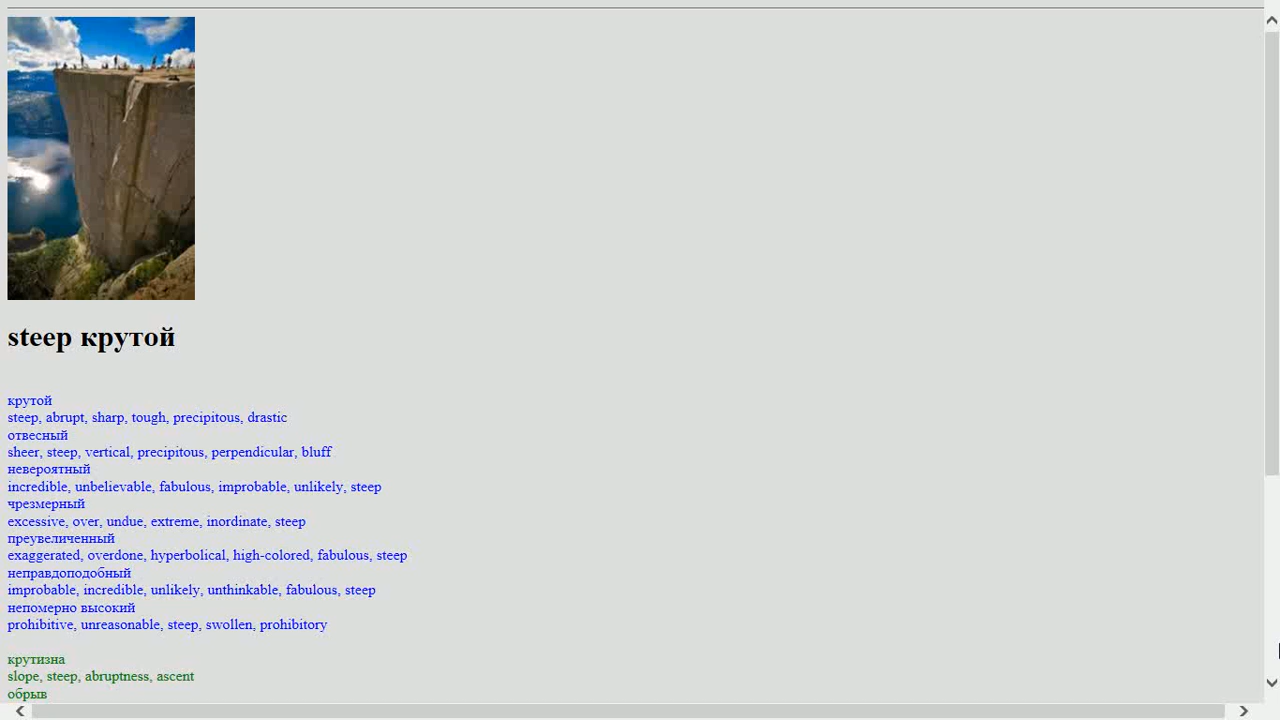 steep крутой
крутой
steep, abrupt, sharp, tough, precipitous, drastic
отвесный
sheer, steep, vertical, precipitous, perpendicular, bluff
невероятный
incredible, unbelievable, fabulous, improbable, unlikely, steep
чрезмерный
excessive, over, undue, extreme, inordinate, steep
преувеличенный
exaggerated, overdone, hyperbolical, high-colored, fabulous, steep
неправдоподобный
improbable, incredible, unlikely, unthinkable, fabulous, steep
непомерно высокий
prohibitive, unreasonable, steep, swollen, prohibitory
крутизна
slope, steep, abruptness, ascent
обрыв